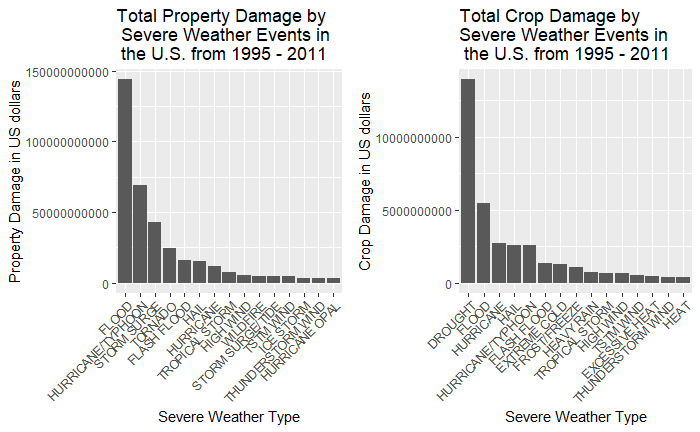 Total Property Damage by
Severe Weather Events in
the U.S. from 1995 - 2011
Property Damage in US dollars
150000000000
100000000000
50000000000
0
FLOOD
HURRICANE/TYPHOON
STORM SURGE
TORNADO
FLASH FLOOD
HAIL
HURRICANE
TROPICAL STORM
HIGH WIND
WILDFIRE
STORM SURGE/TIDE
TSTM WIND
ICE STORM
THUNDERSTORM WIND
HURRICANE OPAL
Severe Weather Type
Total Crop Damage by
Severe Weather Events in
the U.S. from 1995 - 2011
Crop Damage in US dollars
10000000000
5000000000
0
DROUGHT
FLOOD
HURRICANE
HAIL
HURRICANE/TYPHOON
FLASH FLOOD
EXTREME COLD
FROST/FREEZE
HEAVY RAIN
TROPICAL STORM
HIGH WIND
TSTM WIND
EXCESSIVE HEAT
THUNDERSTORM WIND
HEAT
Severe Weather Type